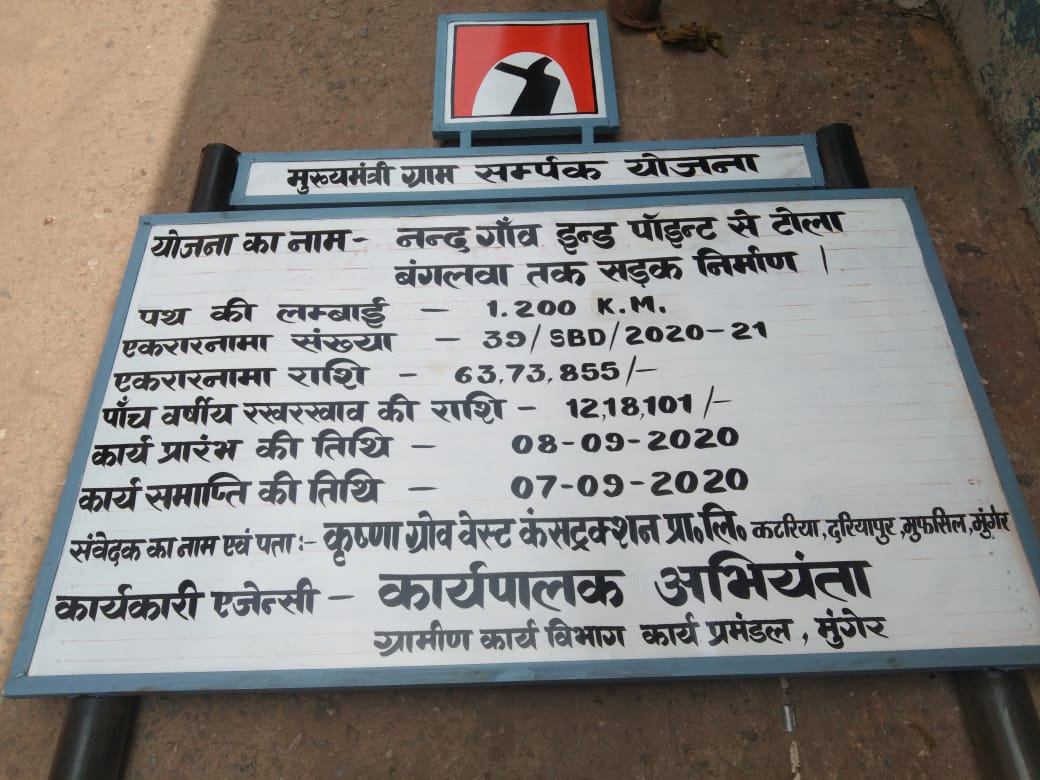 मुख्यमंत्री ग्राम सर्म्पक योजना
योजना का नाम- नन्दु गाँव इन्ड पॉइन्ट से टोला
बंगलवा तक सड़क निर्माण ।
पथ की लम्बाई - 1.200 K.M.
एकरारनामा संख्या - 39/SBD/2020-21
एकरारनामा राशि - 63,73,855/-
पाँच वर्षीय रखरखाव की राशि - 12,18,101/-
कार्य प्रारंभ की तिथि - 08-09-2020
कार्य समाप्ति की तिथि - 07-09-2020
संवेदक का नाम एवं पता:- कृष्णा ग्रोव वेस्ट कंसट्रक्शन प्रा॰लि॰ कटरिया,दरियापुर,मुफसिल,मुंगेर
कार्यकारी एजेन्सी - कार्यपालक अभियंता
ग्रामीण कार्य विभाग कार्य प्रमंडल, मुंगेर